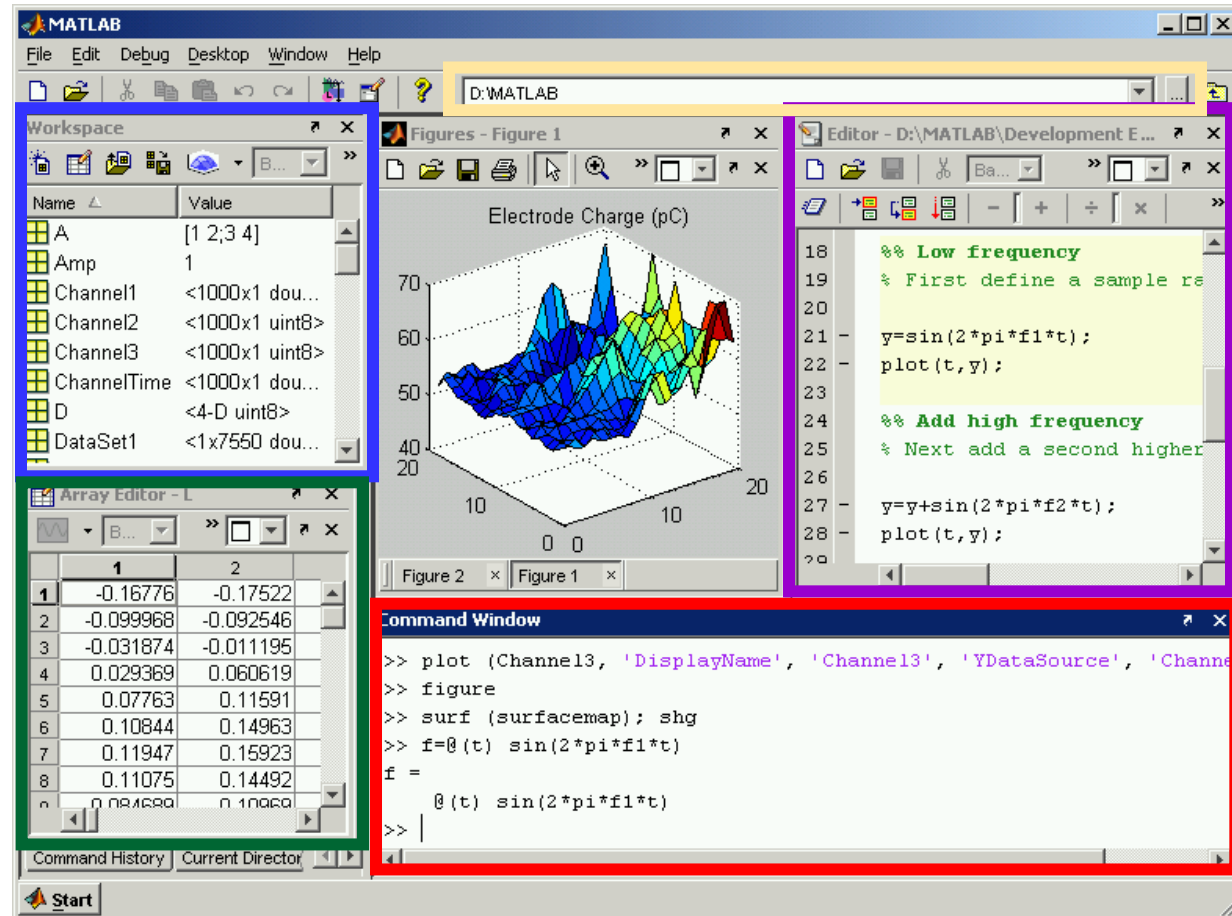 MATLAB
File Edit Debug Desktop Window Help
D:\MATLAB
...
Workspace
B...
Name Value
A [1 2;3 4]
Amp 1
Channel1 <1000x1 dou...
Channel2 <1000x1 uint8>
Channel3 <1000x1 uint8>
ChannelTime <1000x1 dou...
D <4-D uint8>
DataSet1 <1x7550 dou...
Figures - Figure 1
Electrode Charge (pC)
70
60
50
40
20
10
0 0
10
20
Figure 2 × Figure 1 ×
Editor - D:\MATLAB\Development E...
Ba...
18 %% Low frequency
19 % First define a sample ra
20
21 - y=sin(2*pi*f1*t);
22 - plot(t,y);
23
24 %% Add high frequency
25 % Next add a second higher
26
27 - y=y+sin(2*pi*f2*t);
28 - plot(t,y);
29
Array Editor - L
B...
1 2
1 -0.16776 -0.17522
2 -0.099968 -0.092546
3 -0.031874 -0.011195
4 0.029369 0.060619
5 0.07763 0.11591
6 0.10844 0.14963
7 0.11947 0.15923
8 0.11075 0.14492
9 0.084689 0.10969
Command History Current Director
Command Window
>> plot (Channel3, 'DisplayName', 'Channel3', 'YDataSource', 'Channe
>> figure
>> surf (surfacemap); shg
>> f=@(t) sin(2*pi*f1*t)
f =
@(t) sin(2*pi*f1*t)
>>
Start